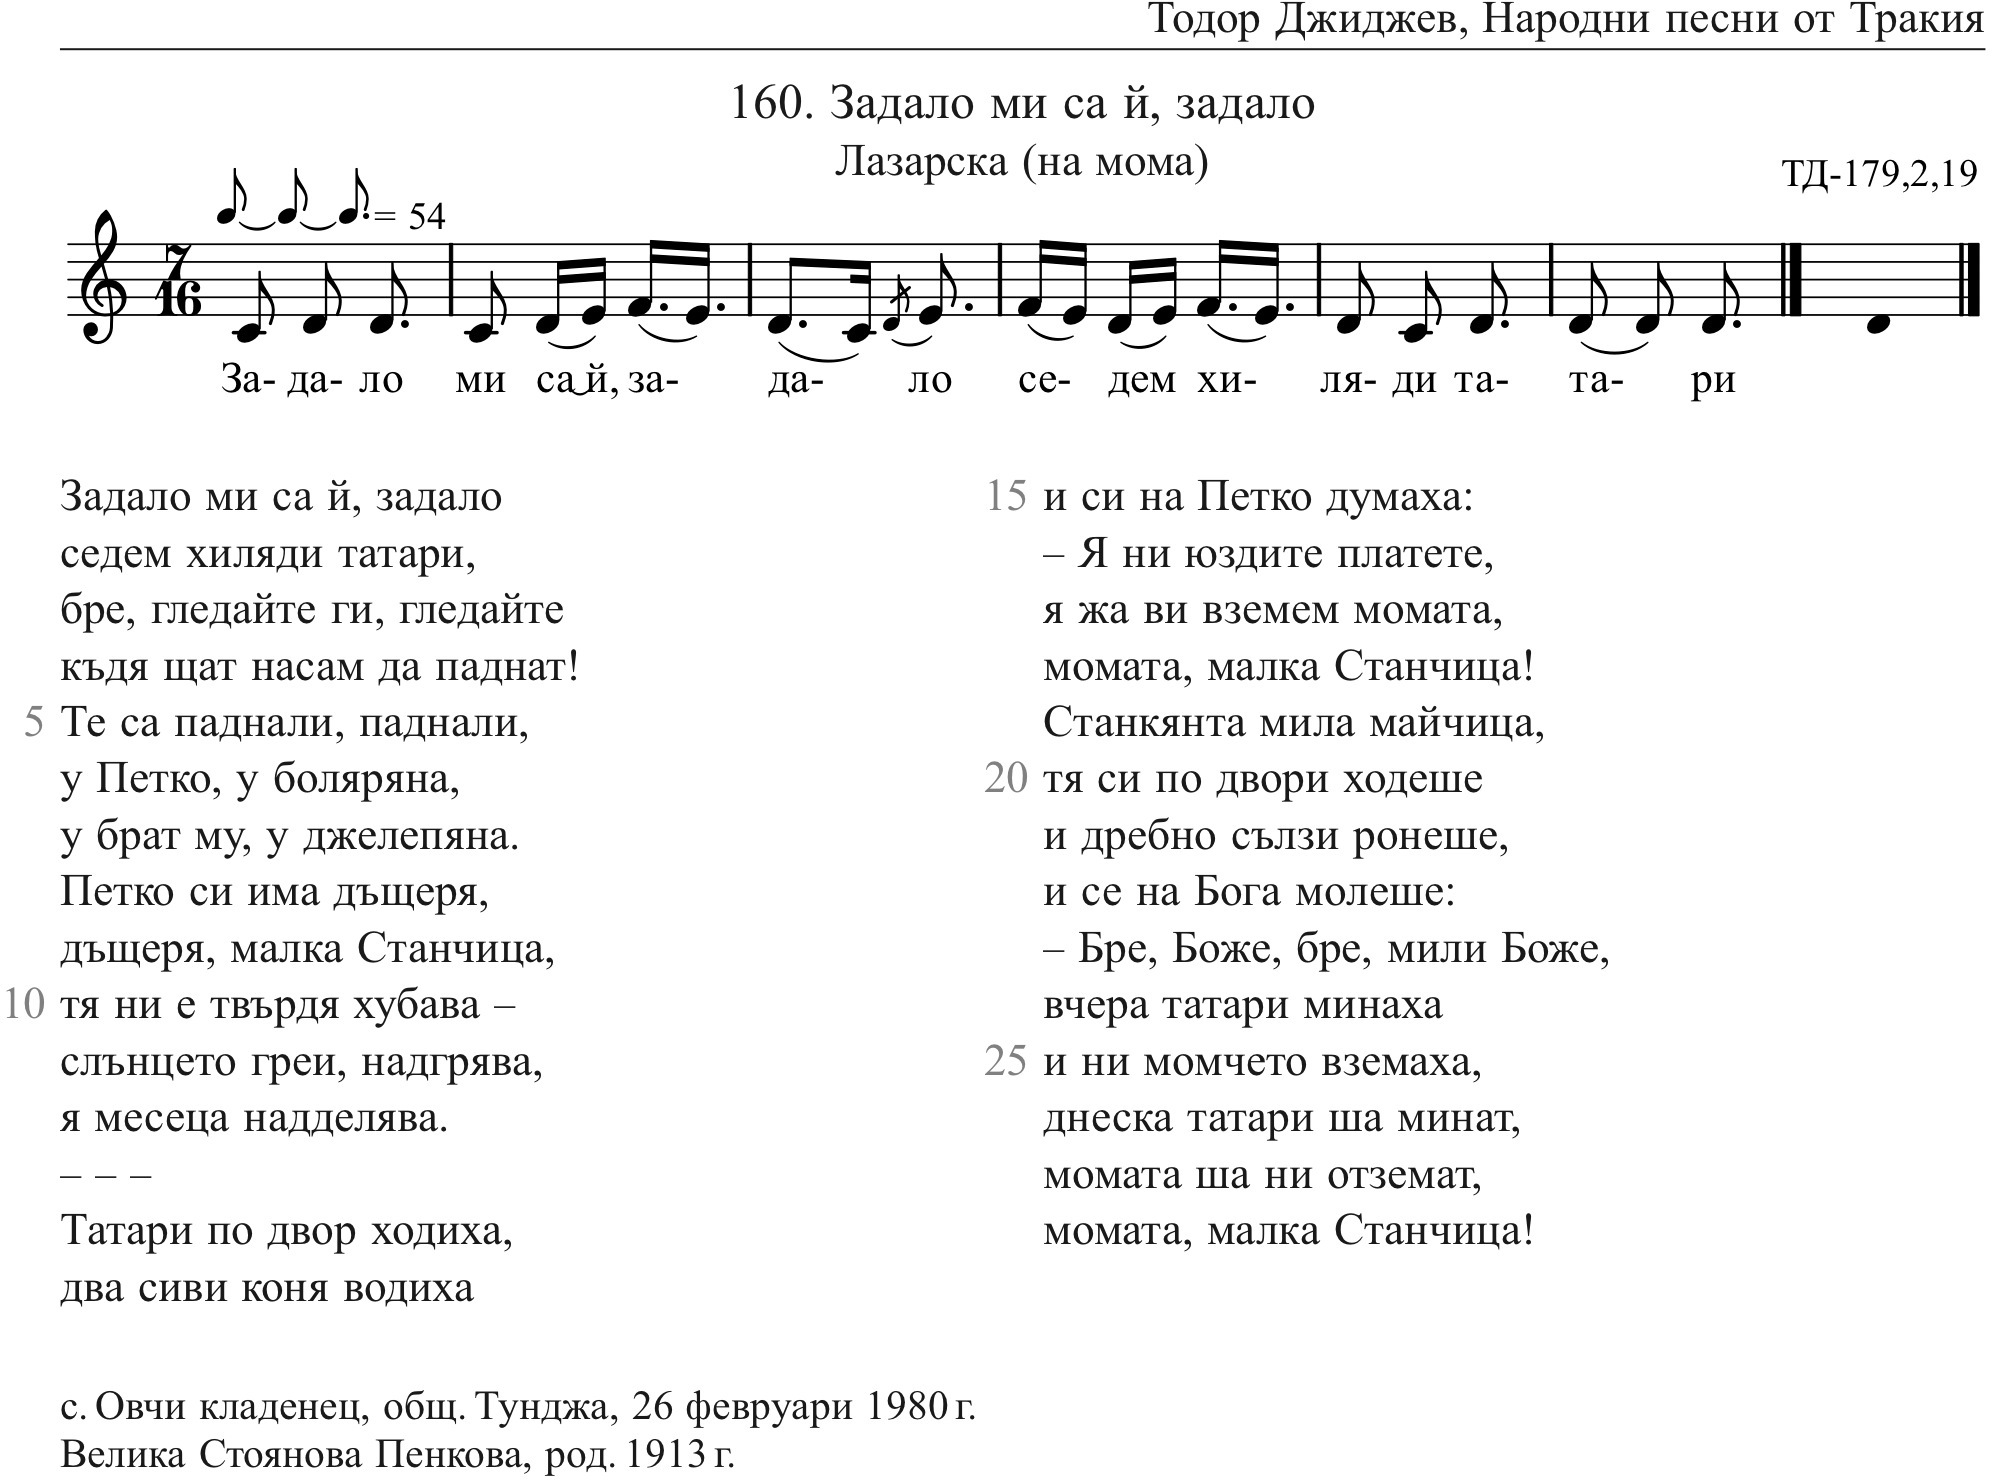 Тодор Джиджев, Народни песни от Тракия
160. Задало ми са й, задало
Лазарска (на мома)
ТД-179,2,19
= 54
7
16
За- да- ло ми са й, за- да- ло се- дем хи- ля- ди та- та- ри
Задало ми са й, задало
седем хиляди татари,
бре, гледайте ги, гледайте
къдя щат насам да паднат!
5 Те са паднали, паднали,
у Петко, у боляряна,
у брат му, у джелепяна.
Петко си има дъщеря,
дъщеря, малка Станчица,
10 тя ни е твърдя хубава –
слънцето греи, надгрява,
я месеца надделява.
– – –
Татари по двор ходиха,
два сиви коня водиха
15 и си на Петко думаха:
– Я ни юздите платете,
я жа ви вземем момата,
момата, малка Станчица!
Станкянта мила майчица,
20 тя си по двори ходеше
и дребно сълзи ронеше,
и се на Бога молеше:
– Бре, Боже, бре, мили Боже,
вчера татари минаха
25 и ни момчето вземаха,
днеска татари ша минат,
момата ша ни отземат,
момата, малка Станчица!
с. Овчи кладенец, общ. Тунджа, 26 февруари 1980 г.
Велика Стоянова Пенкова, род. 1913 г.